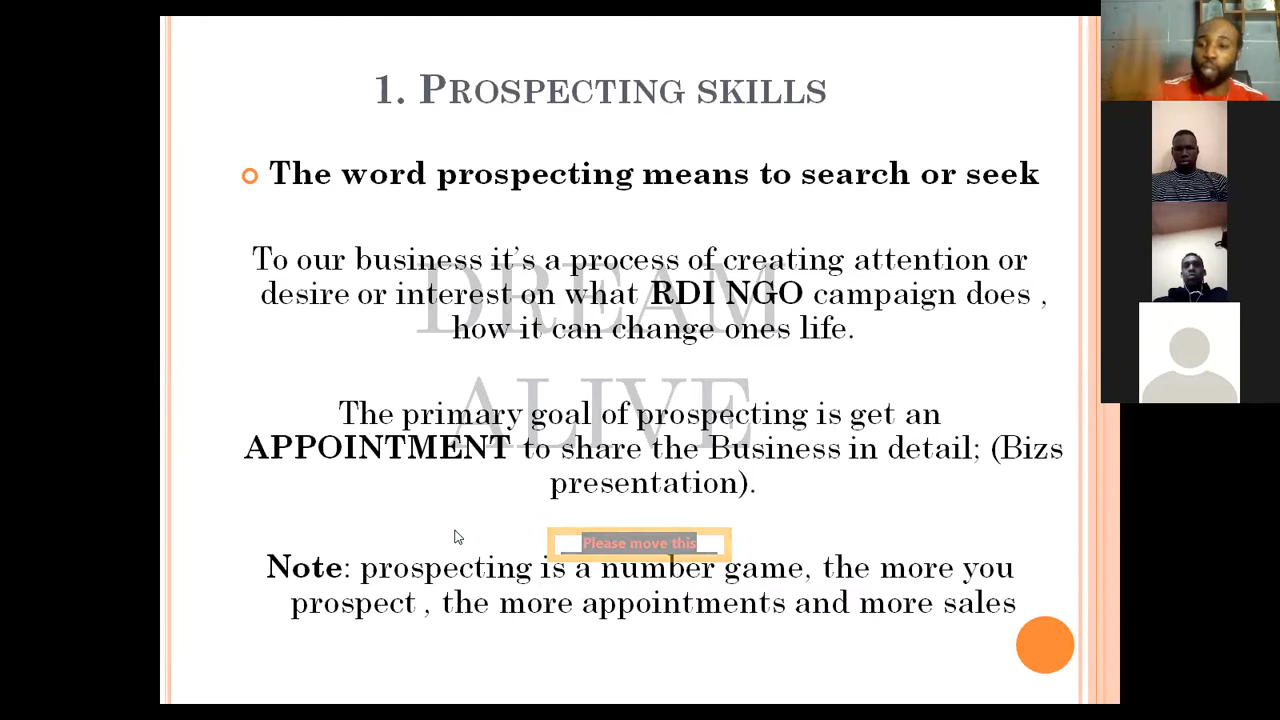 1. PROSPECTING SKILLS
The word prospecting means to search or seek
To our business it's a process of creating attention or
desire or interest on what RDI NGO campaign does ,
how it can change ones life.
DREAM
ALIVE
The primary goal of prospecting is get an
APPOINTMENT to share the Business in detail; (Bizs
presentation).
Please move this
Note: prospecting is a number game, the more you
prospect , the more appointments and more sales